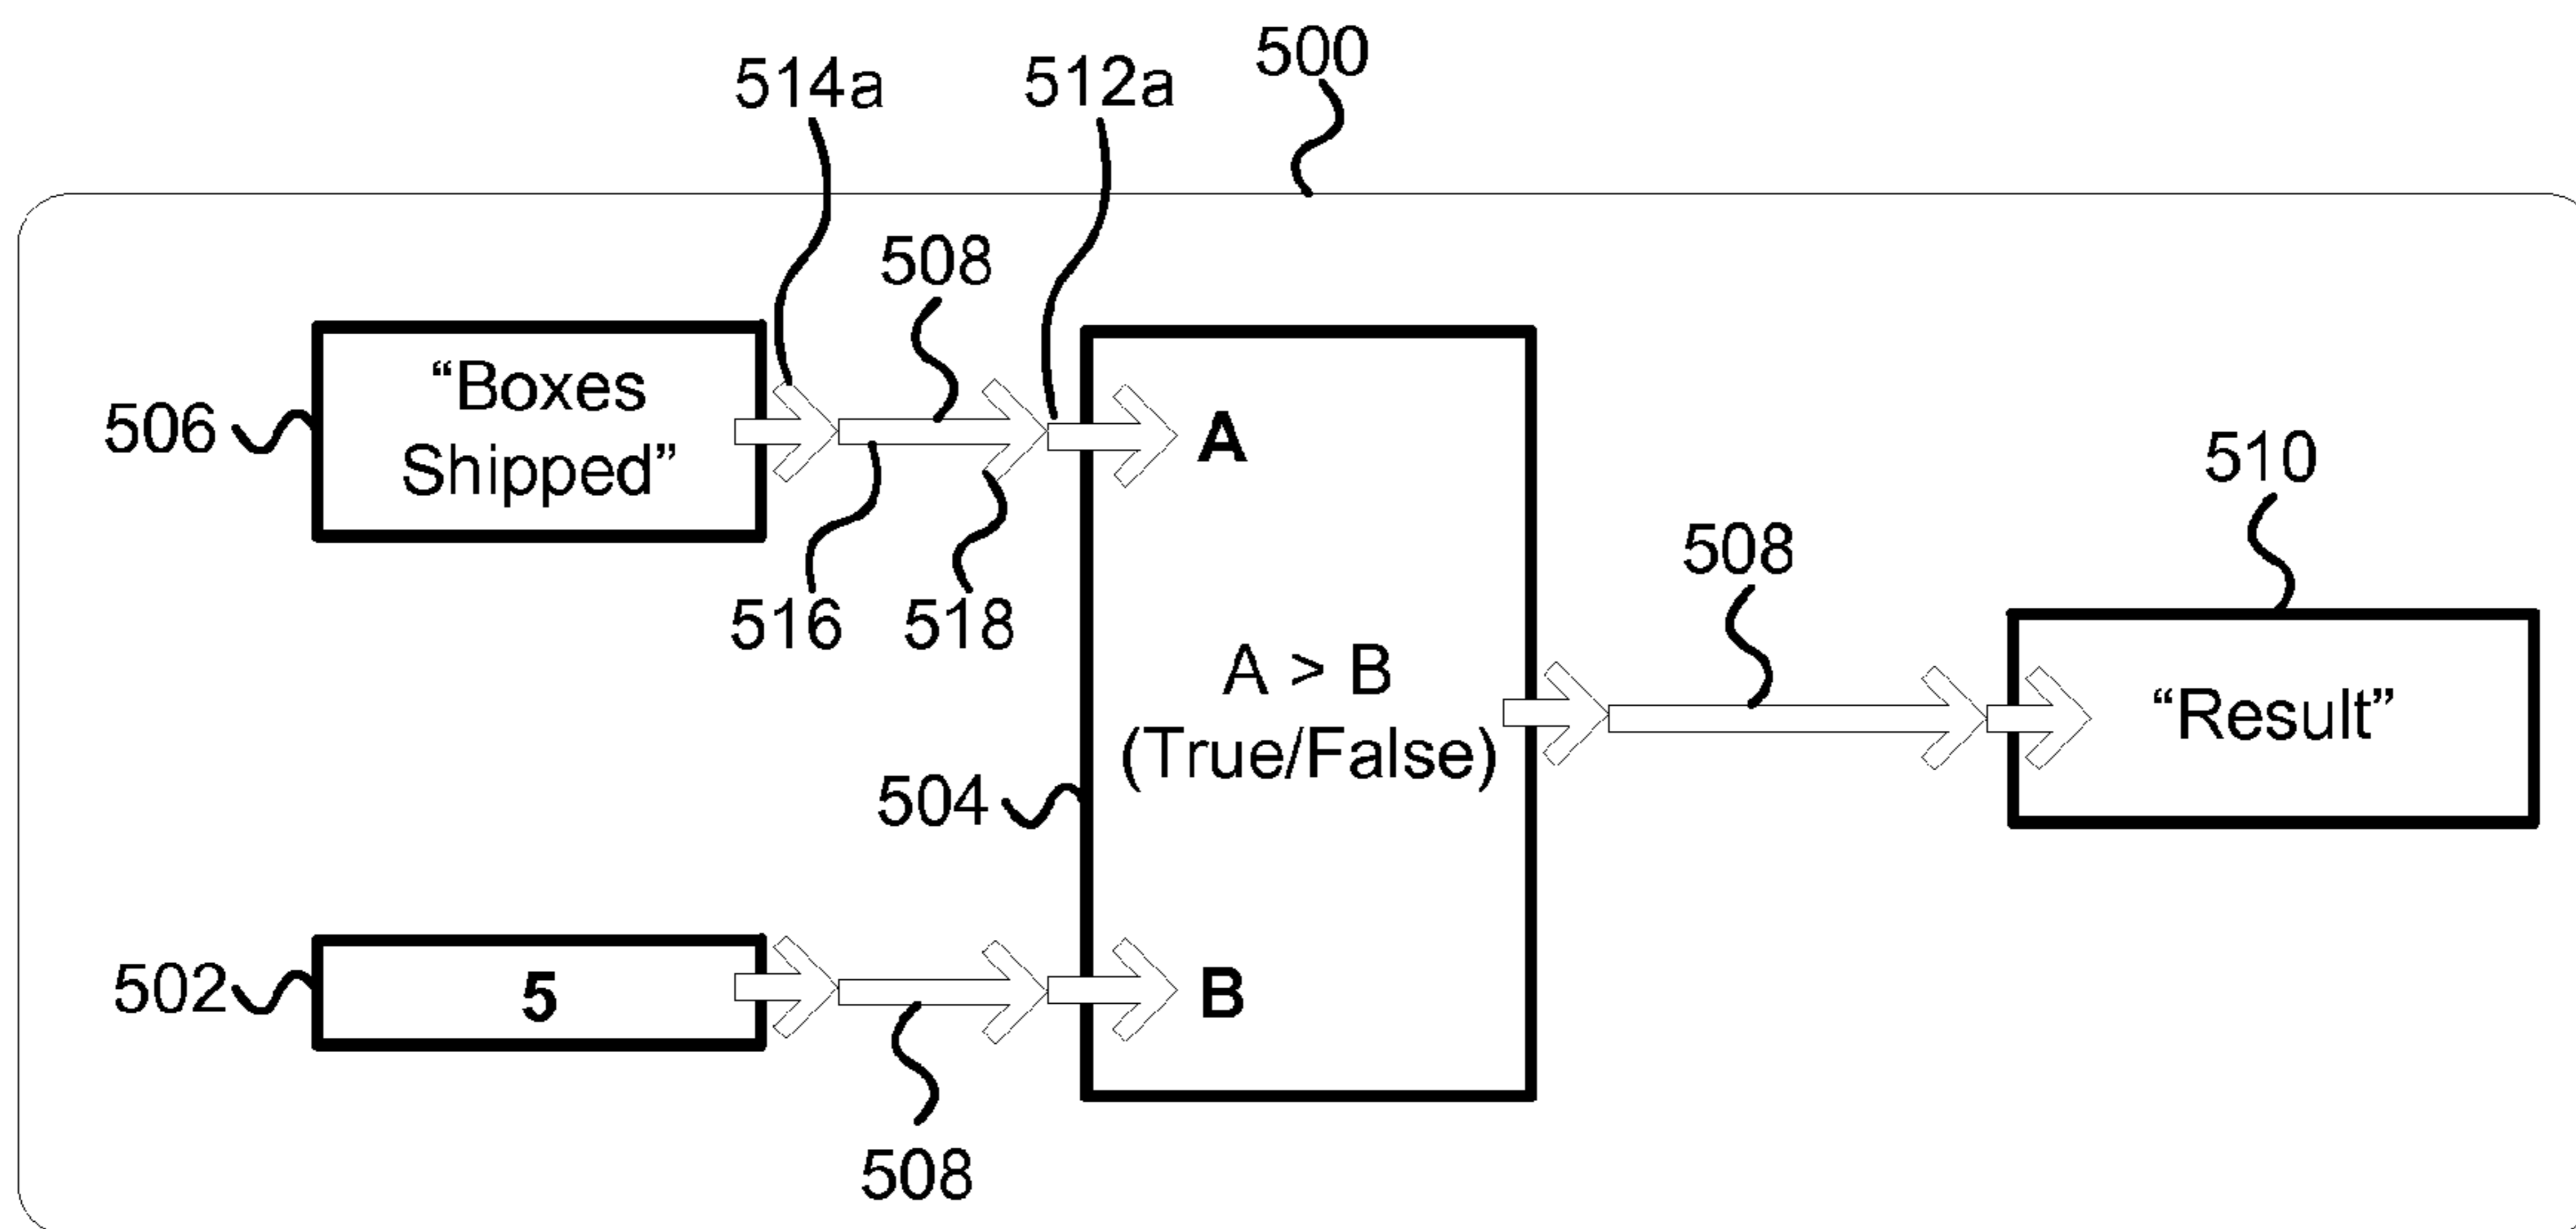 500
514a
512a
508
“Boxes
Shipped”
506
A
510
508
516
518
A > B
(True/False)
“Result”
504
502
5
B
508